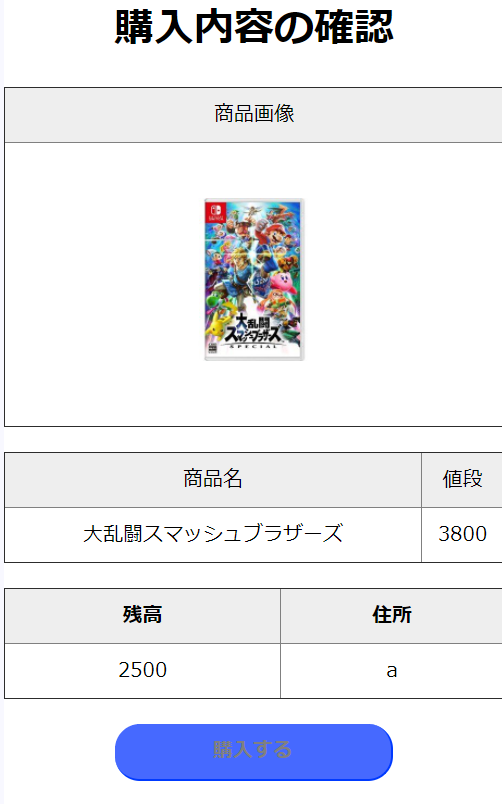 購入内容の確認
商品画像
大乱闘
スマッシュブラザーズ
SPECIAL
商品名 値段
大乱闘スマッシュブラザーズ 3800
残高 住所
2500 a
購入する